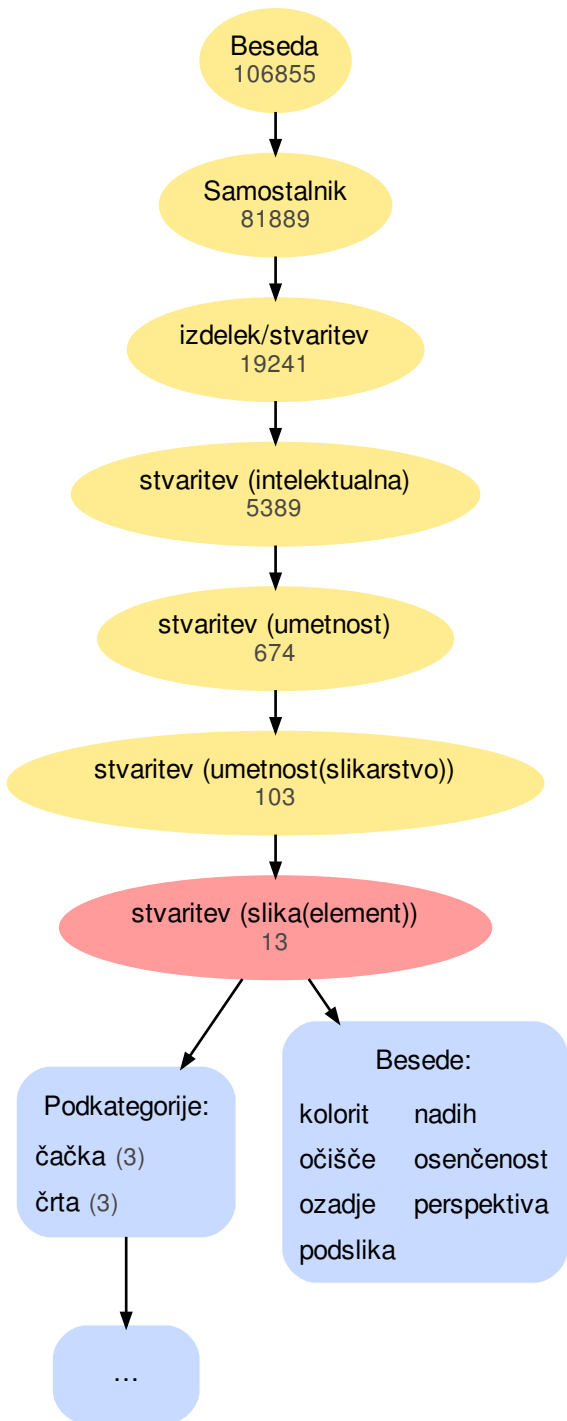 Beseda
106855
Samostalnik
81889
izdelek/stvaritev
19241
stvaritev (intelektualna)
5389
stvaritev (umetnost)
674
stvaritev (umetnost(slikarstvo))
103
stvaritev (slika(element))
13
Podkategorije:
čačka (3)
črta (3)
...
Besede:
kolorit nadih
očišče osenčenost
ozadje perspektiva
podslika